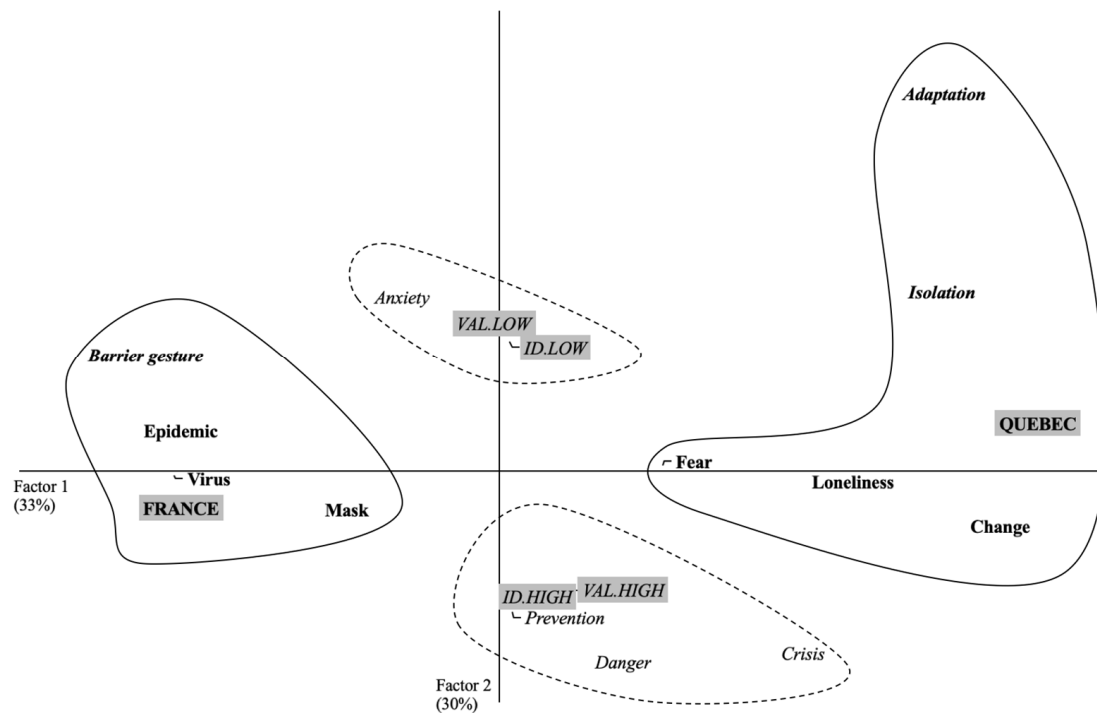 Adaptation
Isolation
Anxiety
VAL.LOW
ID.LOW
Barrier gesture
Epidemic
QUEBEC
Fear
Virus
Loneliness
Factor 1
(33%)
FRANCE
Mask
Change
ID.HIGH
VAL.HIGH
Prevention
Danger
Crisis
Factor 2
(30%)